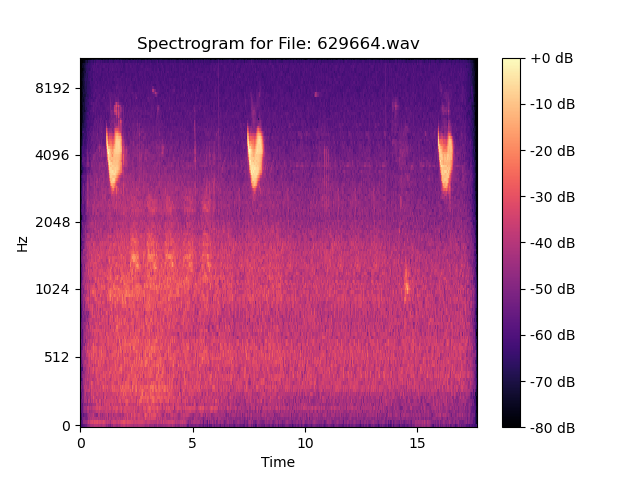 Spectrogram for File: 629664.wav
8192
4096
2048
1024
512
0
Hz
0 5 10 15
Time
+0 dB
-10 dB
-20 dB
-30 dB
-40 dB
-50 dB
-60 dB
-70 dB
-80 dB